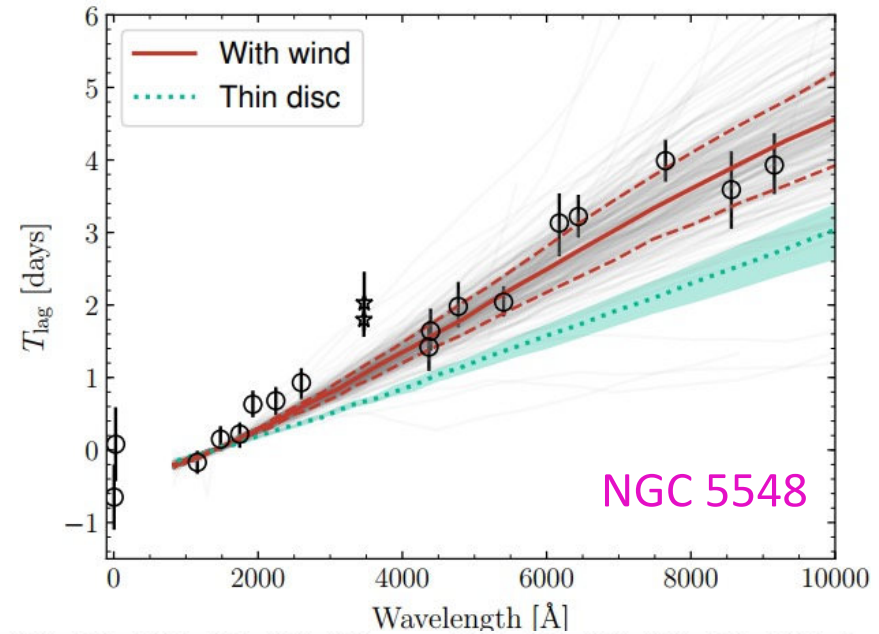 6
5
4
3
2
1
0
−1
T_lag [days]
With wind
Thin disc
NGC 5548
0 2000 4000 6000 8000 10000
Wavelength [Å]